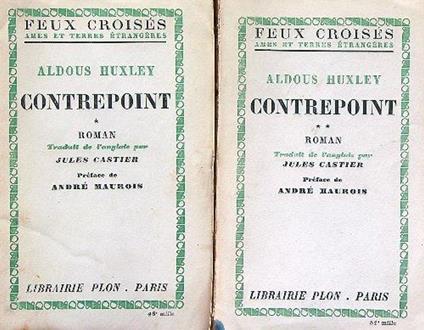 FEUX CROISÉS
AMES ET TERRES ÉTRANGÈRES
ALDOUS HUXLEY
CONTREPOINT
*
ROMAN
Traduit de l'anglais par
JULES CASTIER
Préface de
ANDRÉ MAUROIS
LIBRAIRIE PLON . PARIS
mille
FEUX CROISÉS
AMES ET TERRES ÉTRANGÈRES
ALDOUS HUXLEY
CONTREPOINT
**
ROMAN
Traduit de l'anglais par
JULES CASTIER
Préface de
ANDRÉ MAUROIS
LIBRAIRIE PLON . PARIS
mille